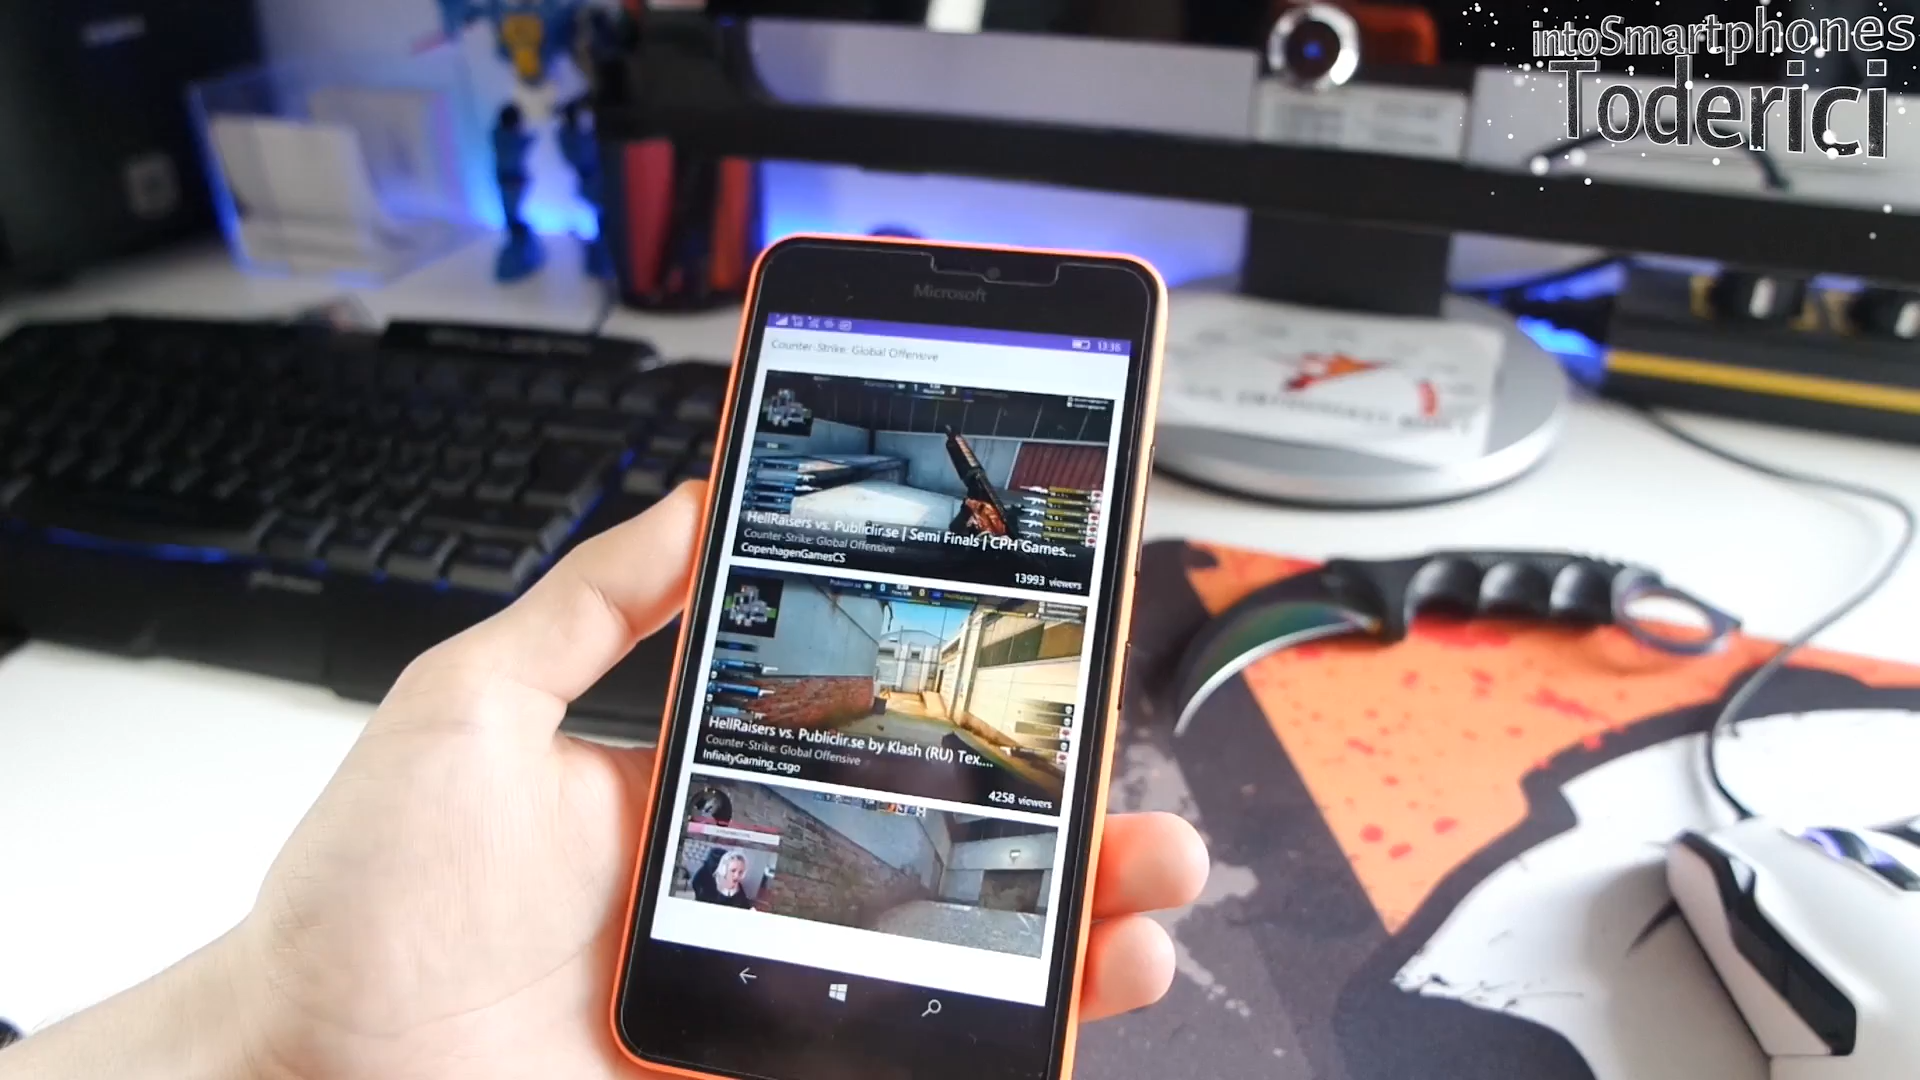 intoSmartphones
Toderici
Microsoft
13:36
Counter-Strike: Global Offensive
HellRaisers vs. Publiclir.se | Semi Finals | CPH Games...
Counter-Strike: Global Offensive
CopenhagenGamesCS
13993 viewers
HellRaisers vs. Publiclir.se by Klash (RU) Tex....
Counter-Strike: Global Offensive
InfinityGaming_csgo
4258 viewers